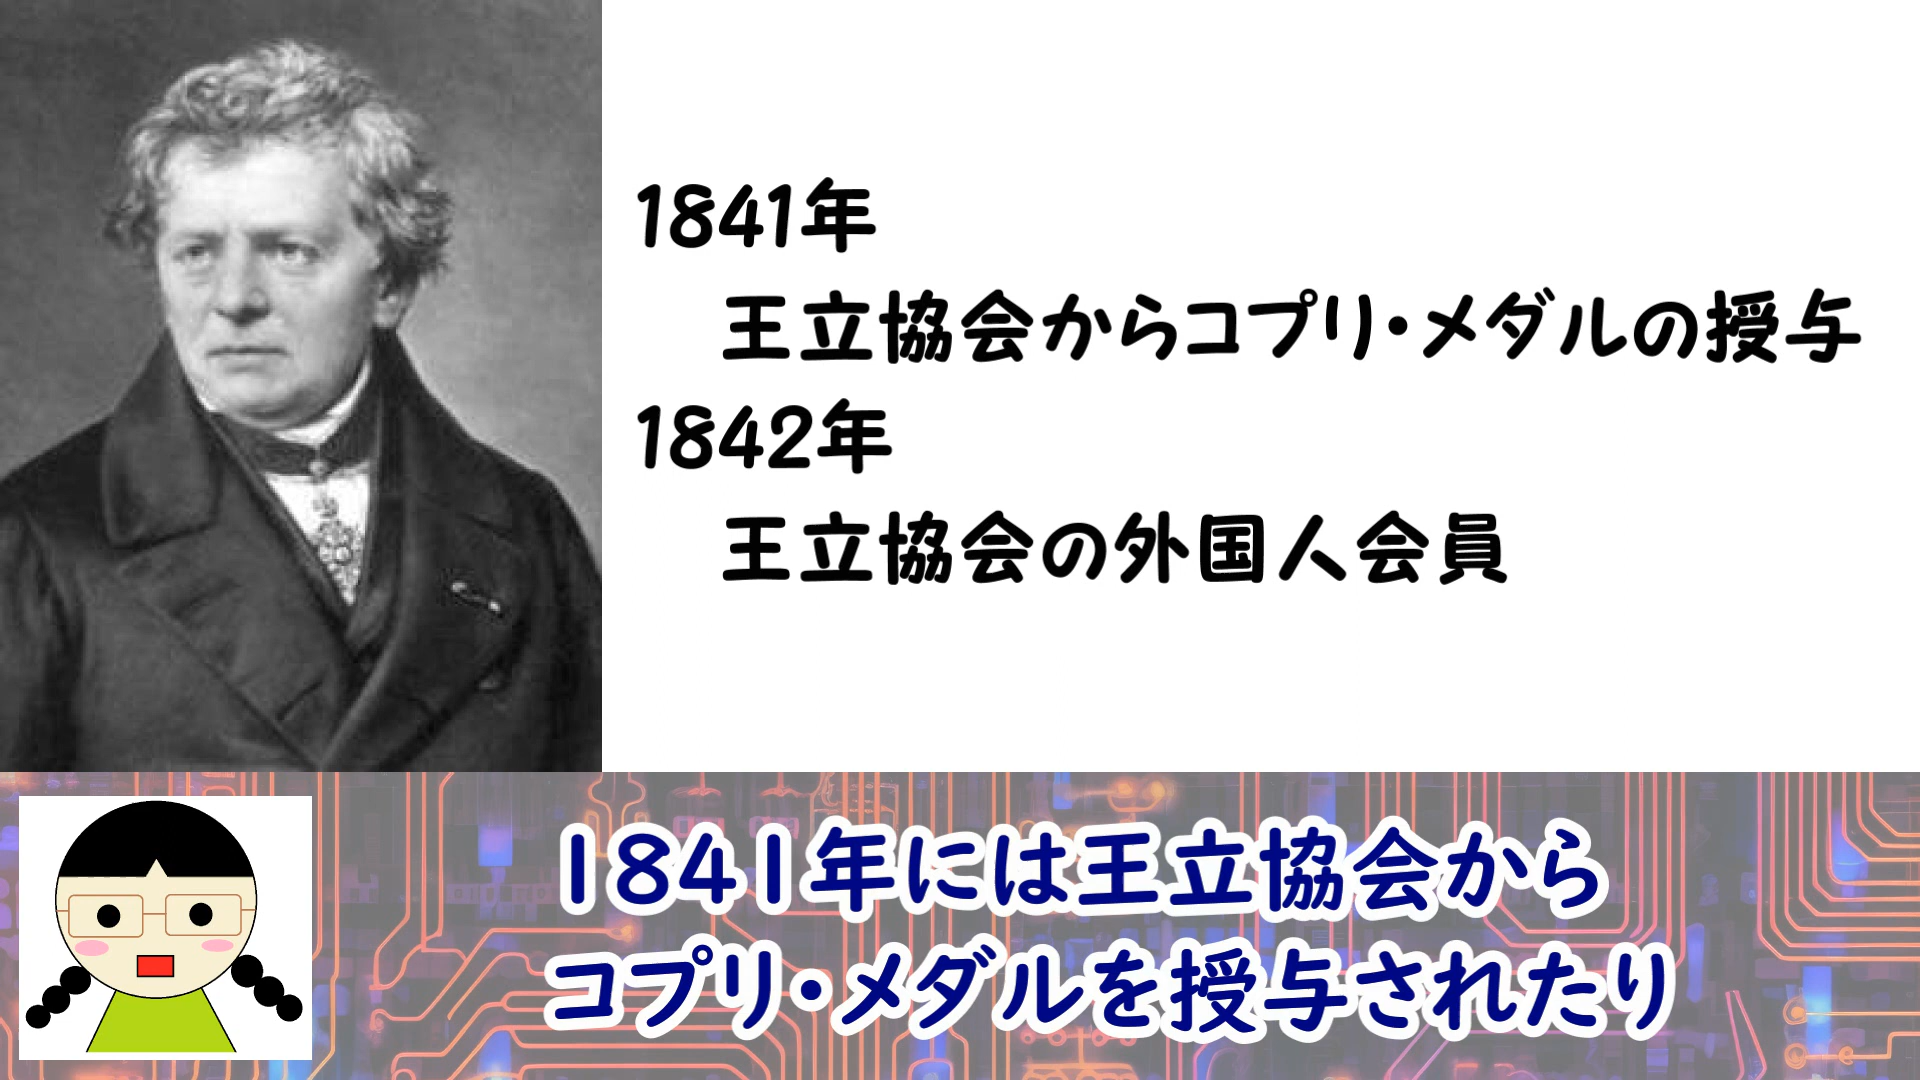 1841年
王立協会からコプリ・メダルの授与
1842年
王立協会の外国人会員
1841年には王立協会から
コプリ・メダルを授与されたり